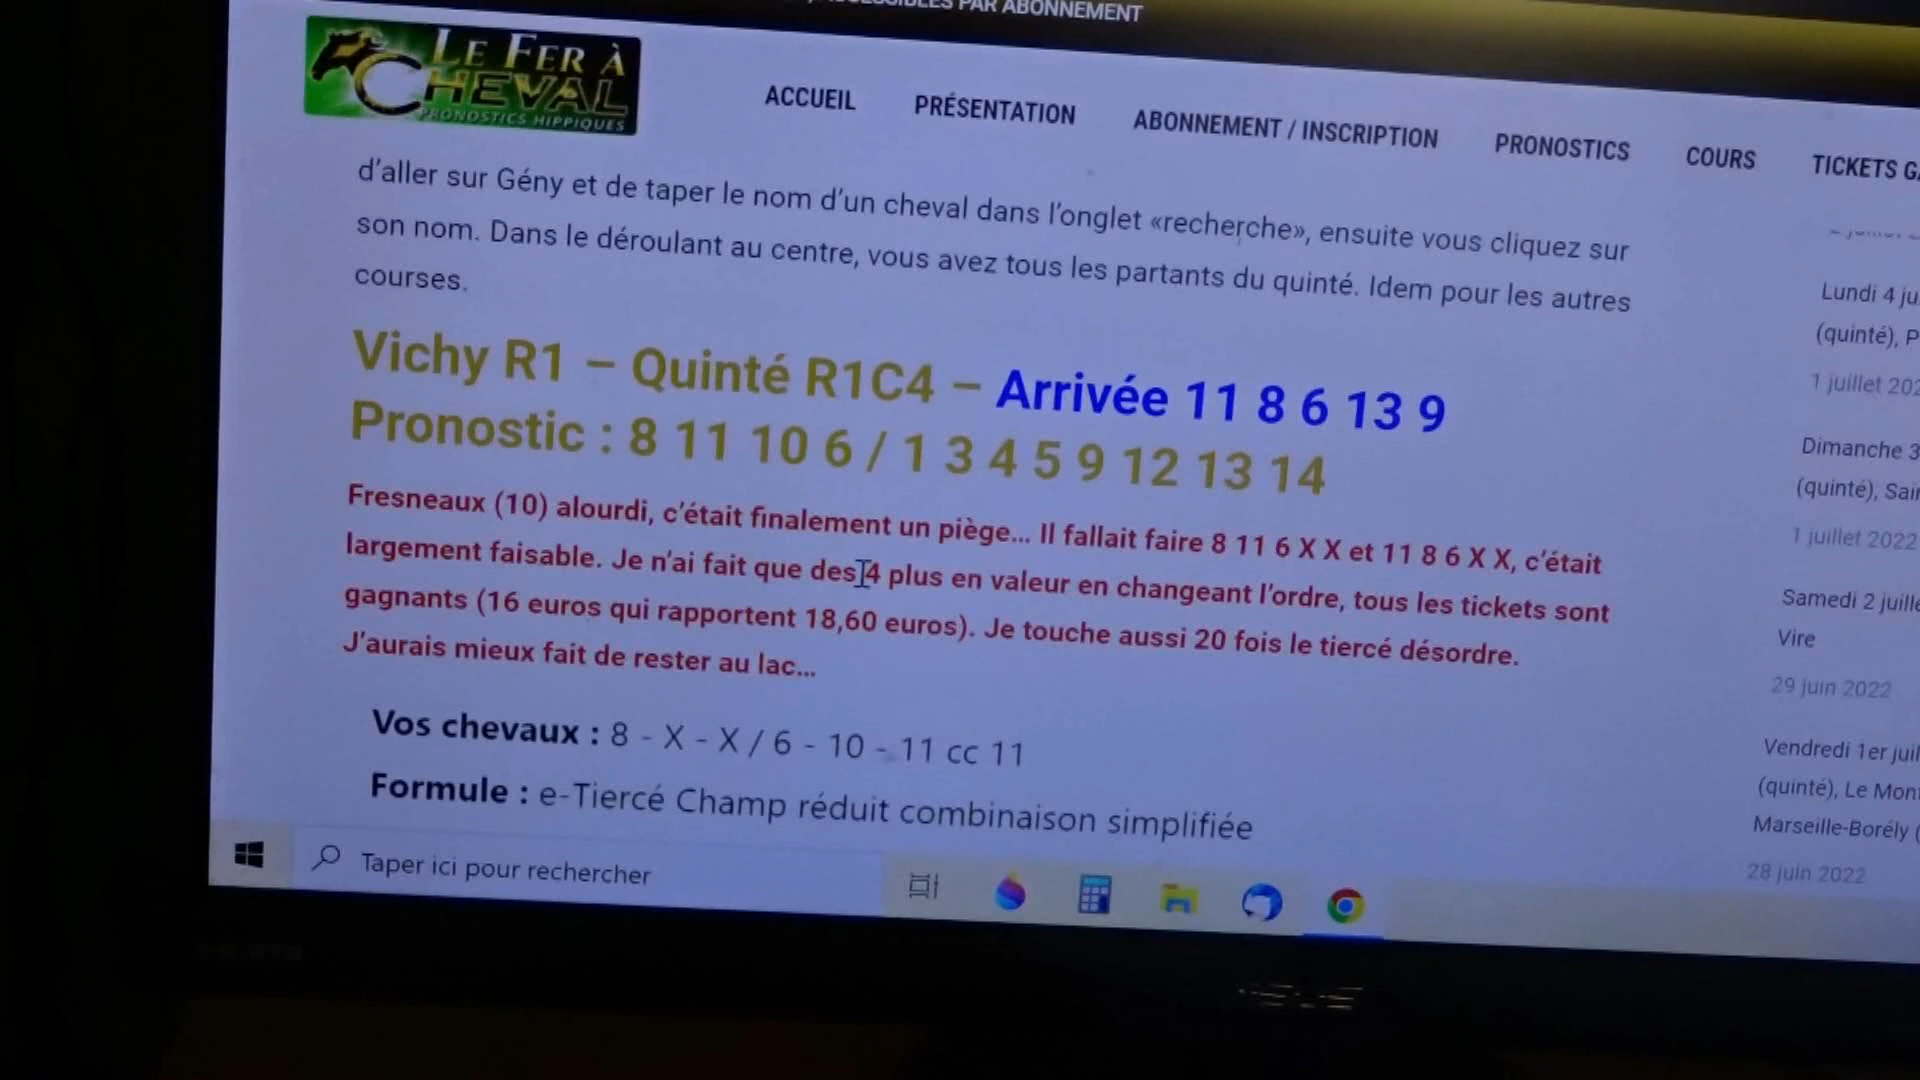 PAR ABONNEMENT
LE FER À
CHEVAL
PRONOSTICS HIPPIQUES
ACCUEIL
PRÉSENTATION
ABONNEMENT / INSCRIPTION
PRONOSTICS
COURS
TICKETS
d'aller sur Gény et de taper le nom d'un cheval dans l'onglet «recherche», ensuite vous cliquez sur
son nom. Dans le déroulant au centre, vous avez tous les partants du quinté. Idem pour les autres
courses.
Vichy R1 – Quinté R1C4 – Arrivée 11 8 6 13 9
Pronostic : 8 11 10 6 / 1 3 4 5 9 12 13 14
Fresneaux (10) alourdi, c'était finalement un piège... Il fallait faire 8 11 6 X X et 11 8 6 X X, c'était
largement faisable. Je n'ai fait que des 4 plus en valeur en changeant l'ordre, tous les tickets sont
gagnants (16 euros qui rapportent 18,60 euros). Je touche aussi 20 fois le tiercé désordre.
J'aurais mieux fait de rester au lac...
Vos chevaux : 8 - X - X / 6 - 10 - 11 cc 11
Formule : e-Tiercé Champ réduit combinaison simplifiée
Lundi 4 ju
(quinté), P
1 juillet 202
Dimanche 3
(quinté), Sain
1 juillet 2022
Samedi 2 juille
Vire
29 juin 2022
Vendredi 1er juil
(quinté), Le Mon
Marseille-Borély (
28 juin 2022
Taper ici pour rechercher